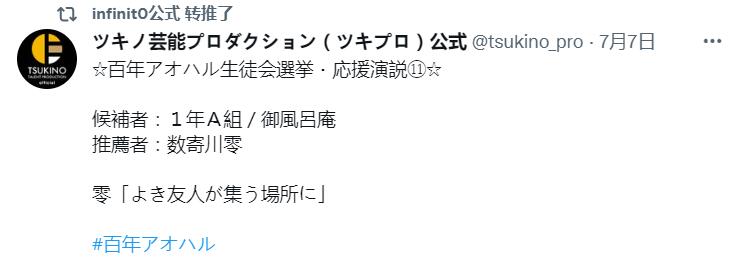 infinit0公式 转推了
ツキノ芸能プロダクション（ツキプロ）公式 @tsukino_pro · 7月7日
TSUKINO
TALENT PRODUCTION
official
☆百年アオハル生徒会選挙・応援演説⑪☆
候補者：１年Ａ組 / 御風呂庵
推薦者：数寄川零
零「よき友人が集う場所に」
#百年アオハル